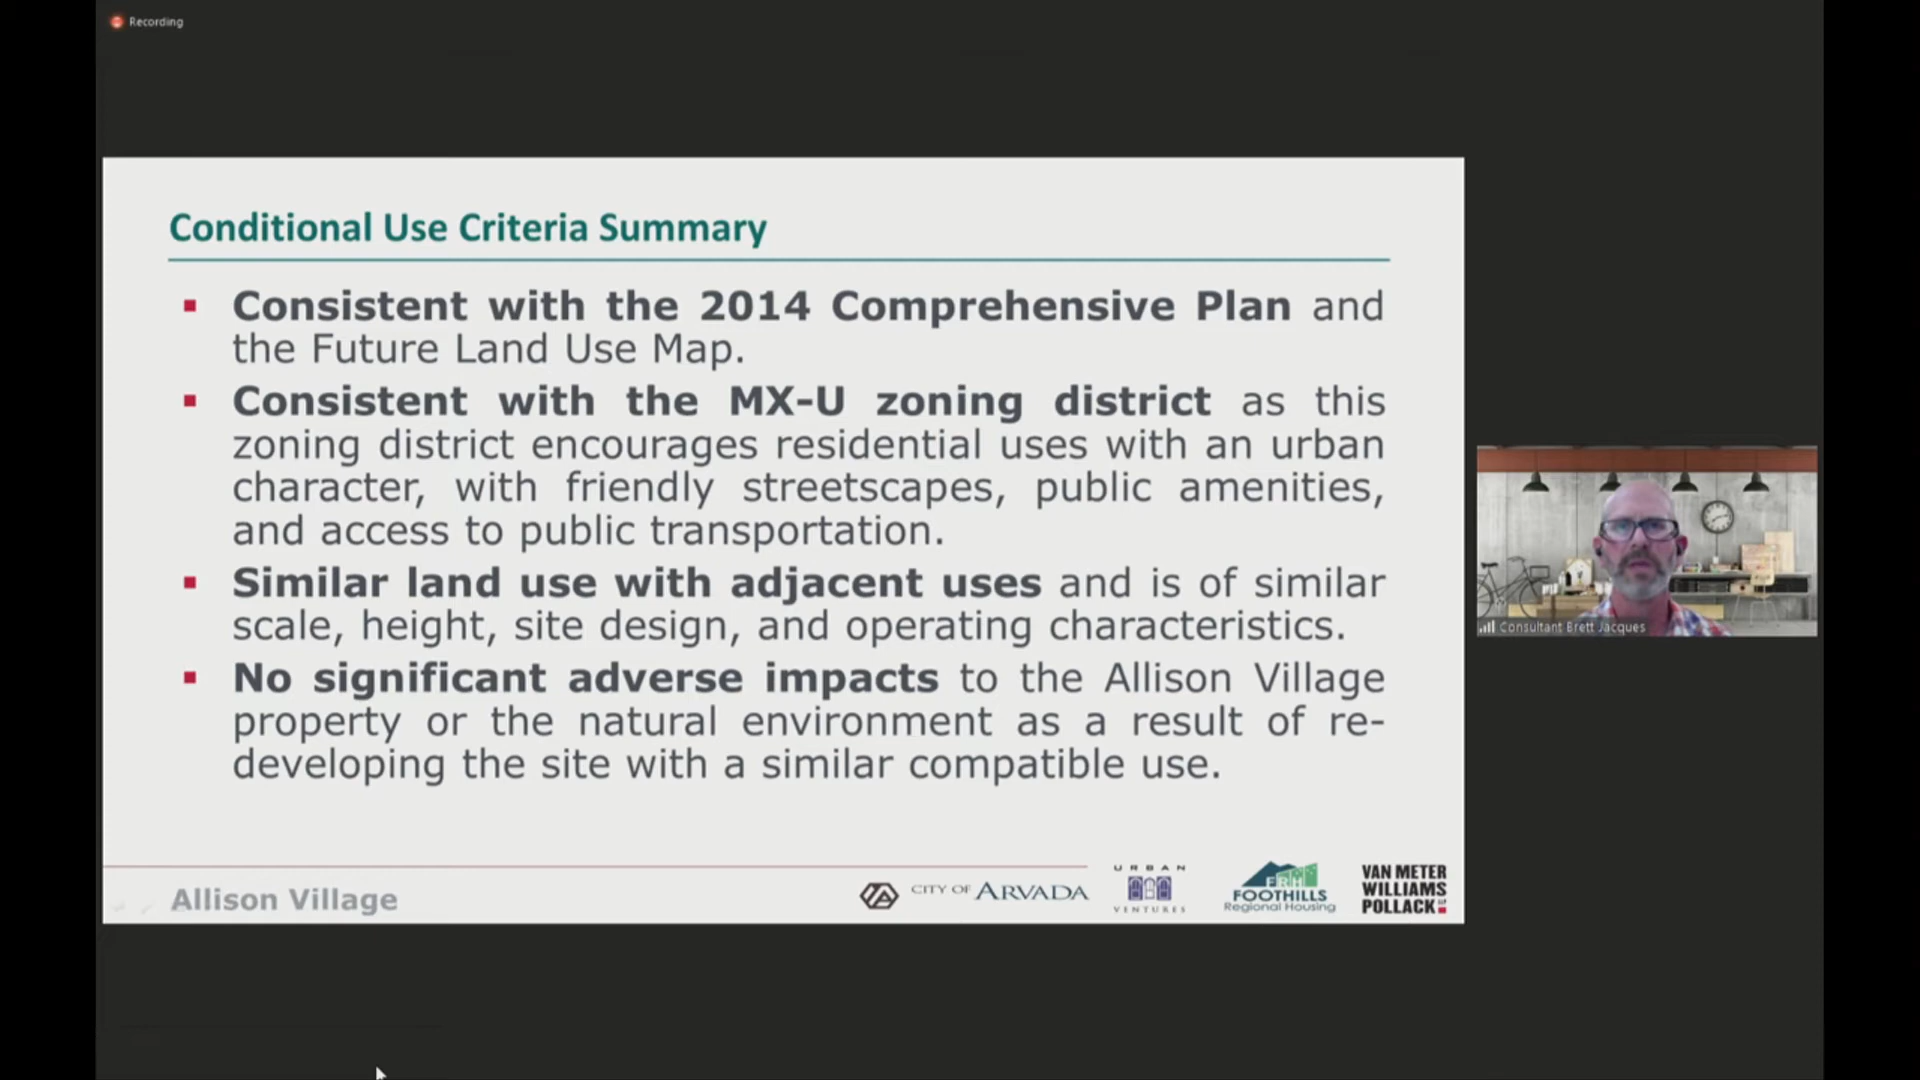 Recording
Conditional Use Criteria Summary
Consistent with the 2014 Comprehensive Plan and
the Future Land Use Map.
Consistent with the MX-U zoning district as this
zoning district encourages residential uses with an urban
character, with friendly streetscapes, public amenities,
and access to public transportation.
Similar land use with adjacent uses and is of similar
scale, height, site design, and operating characteristics.
No significant adverse impacts to the Allison Village
property or the natural environment as a result of re-
developing the site with a similar compatible use.
Consultant Brett Jacques
Allison Village
CITY OF ARVADA
URBAN
VENTURES
FRH
FOOTHILLS
Regional Housing
VAN METER
WILLIAMS
POLLACK